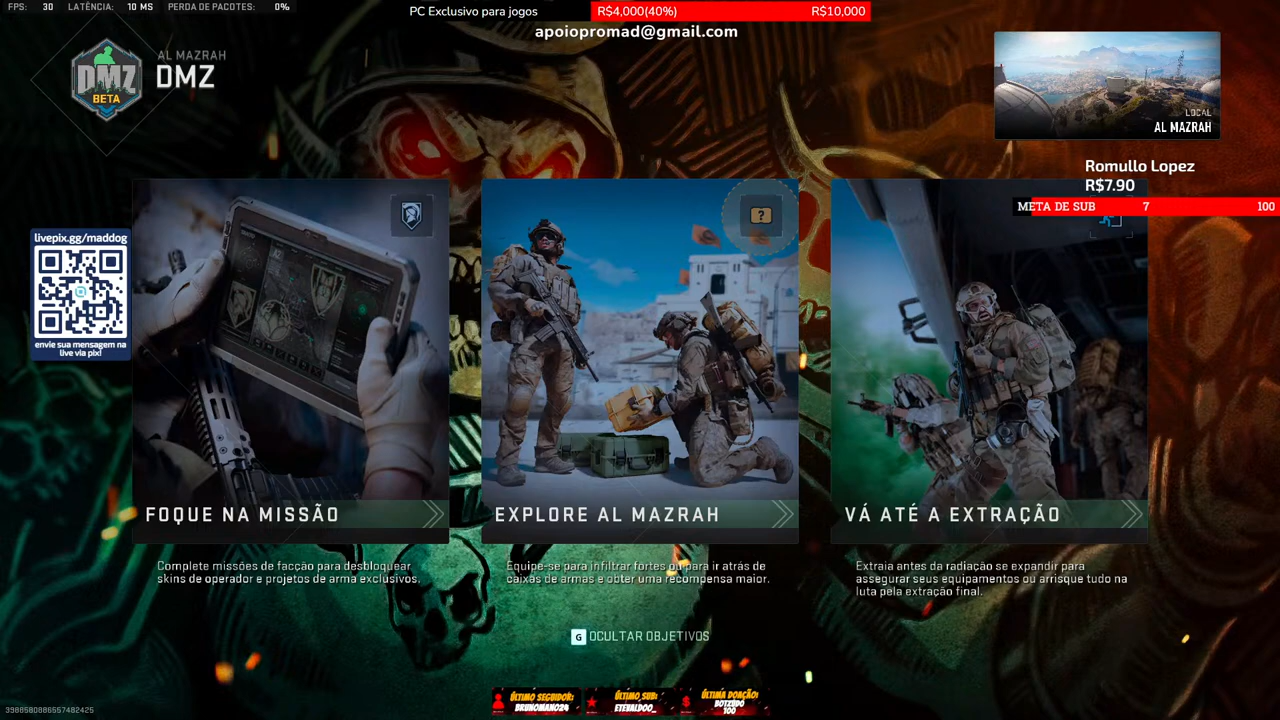 FPS: 30 LATÊNCIA: 10 MS PERDA DE PACOTES: 0%
PC Exclusivo para jogos R$4,000(40%) R$10,000
apoiopromad@gmail.com
DMZ
BETA
AL MAZRAH
DMZ
LOCAL
AL MAZRAH
Romullo Lopez
R$7.90
META DE SUB 7 100
livepix.gg/maddog
envie sua mensagem na
live via pix!
?
FOQUE NA MISSÃO
Complete missões de facção para desbloquear
skins de operador e projetos de arma exclusivos.
EXPLORE AL MAZRAH
Equipe-se para infiltrar fortes ou para ir atrás de
caixas de armas e obter uma recompensa maior.
VÁ ATÉ A EXTRAÇÃO
Extraia antes da radiação se expandir para
assegurar seus equipamentos ou arrisque tudo na
luta pela extração final.
G OCULTAR OBJETIVOS
ÚLTIMO SEGUIDOR:
BRUNOMANO24
ÚLTIMO SUB:
ETEVALDOO_
ÚLTIMA DOAÇÃO:
BOTZUDO
100